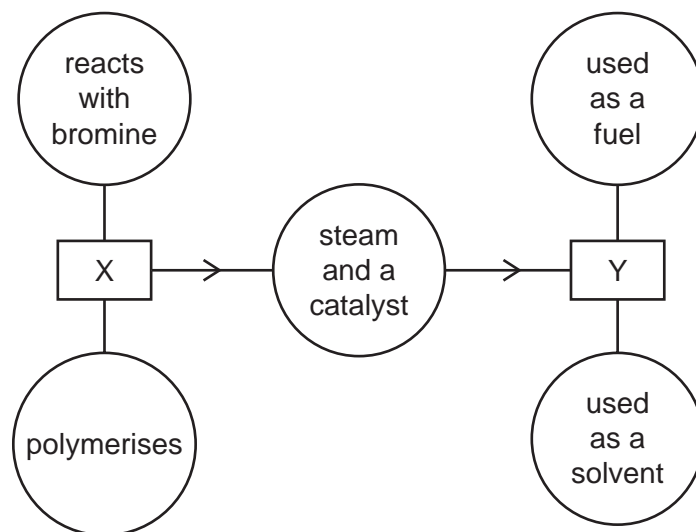 reacts
with
bromine
used
as a
fuel
X
steam
and a
catalyst
Y
polymerises
used
as a
solvent